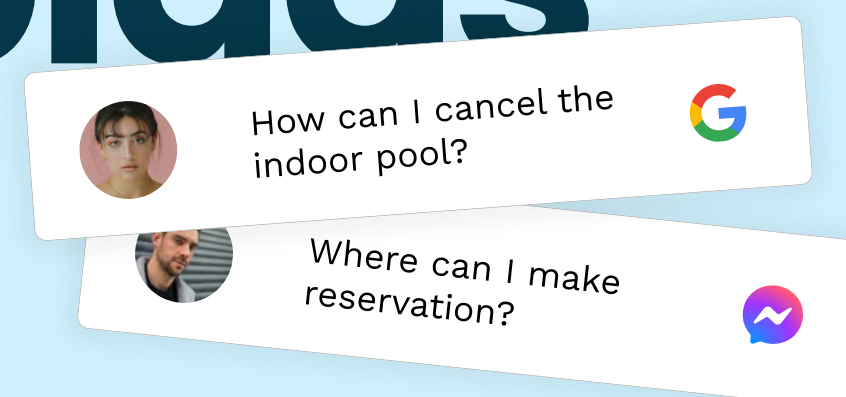 How can I cancel the
indoor pool?
Where can I make
reservation?